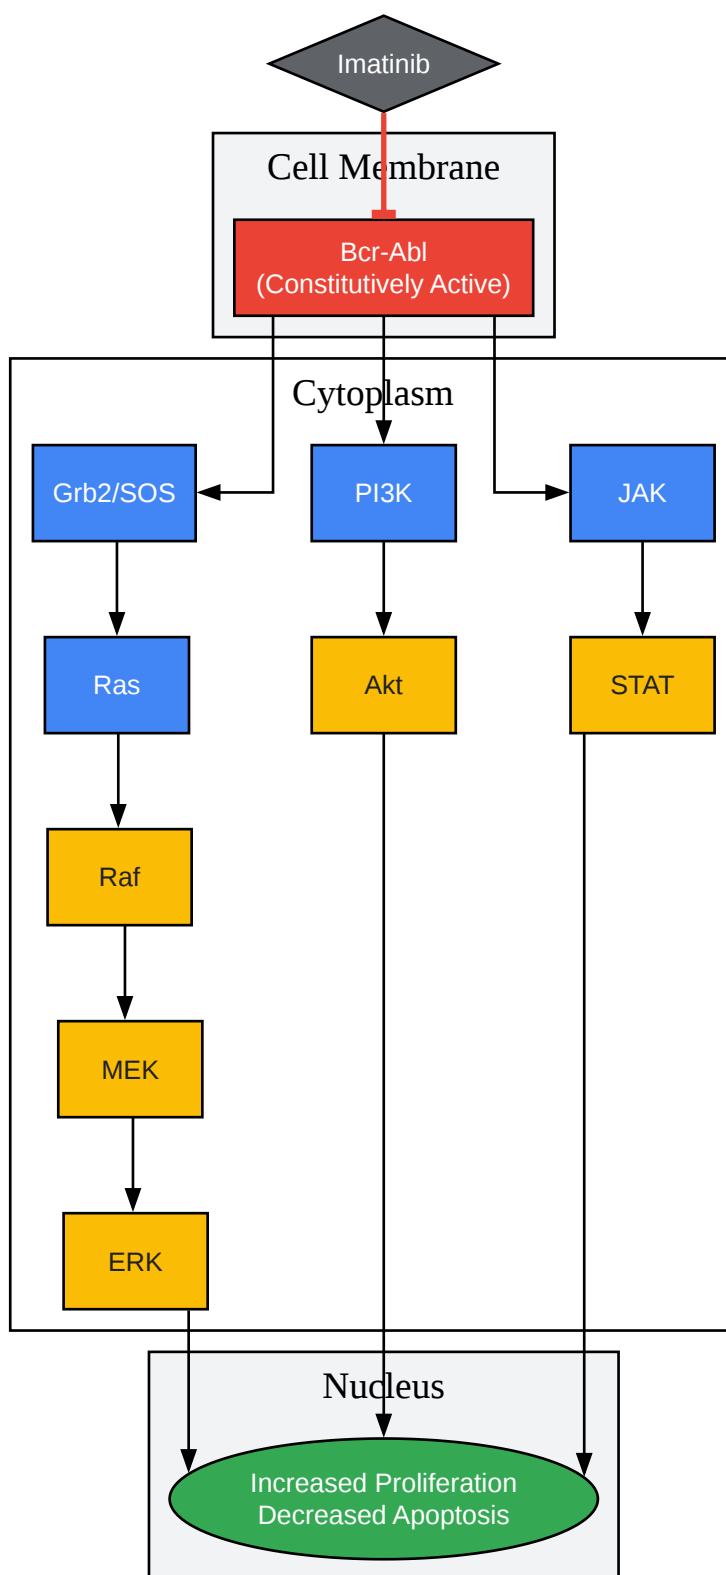 Imatinib
Cell Membrane
Bcr-Abl
(Constitutively Active)
Cytoplasm
Grb2/SOS
PI3K
JAK
Ras
Akt
STAT
Raf
MEK
ERK
Nucleus
Increased Proliferation
Decreased Apoptosis